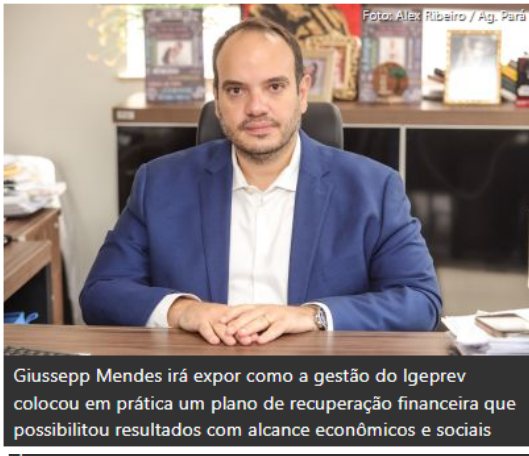 Foto: Alex Ribeiro / Ag. Pará
Giussepp Mendes irá expor como a gestão do Igeprev
colocou em prática um plano de recuperação financeira que
possibilitou resultados com alcance econômicos e sociais